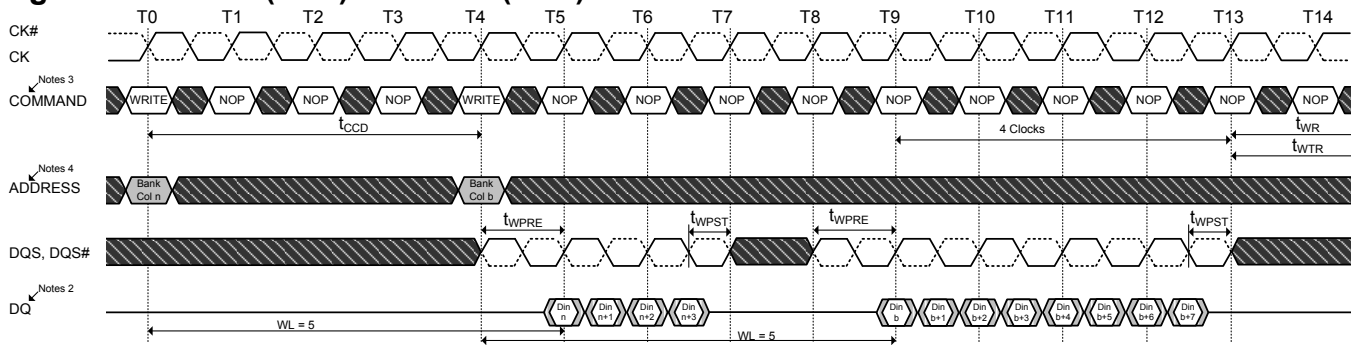 T0 T1 T2 T3 T4 T5 T6 T7 T8 T9 T10 T11 T12 T13 T14
CK#
CK
Notes 3
COMMAND
WRITE NOP NOP NOP WRITE NOP NOP NOP NOP NOP NOP NOP NOP NOP NOP
tCCD
4 Clocks
tWR
tWTR
Notes 4
ADDRESS
Bank
Col n
Bank
Col b
tWPRE
tWPST
tWPRE
tWPST
DQS, DQS#
Notes 2
DQ
Din
n
Din
n+1
Din
n+2
Din
n+3
Din
b
Din
b+1
Din
b+2
Din
b+3
Din
b+4
Din
b+5
Din
b+6
Din
b+7
WL = 5
WL = 5